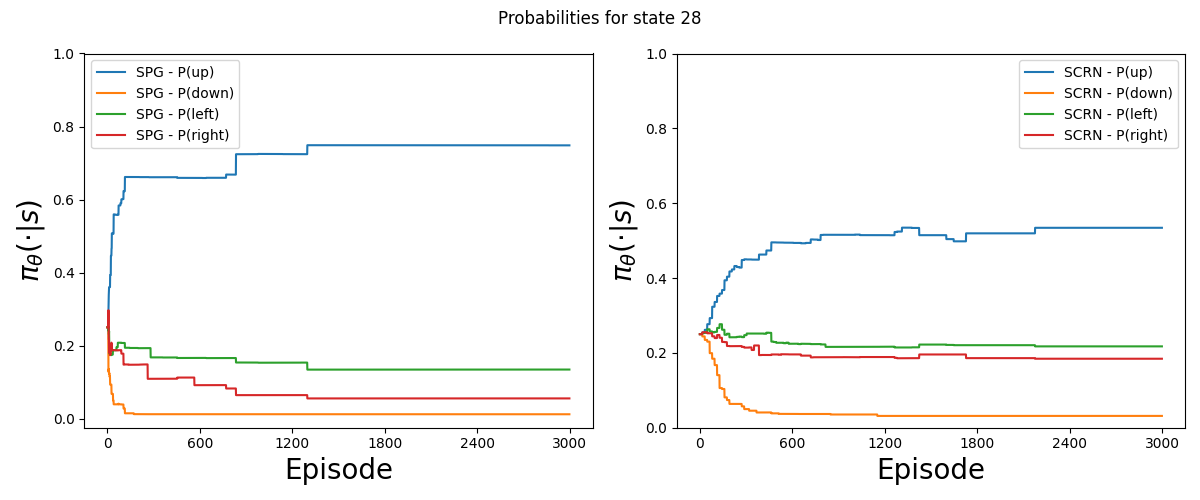 Probabilities for state 28
1.0
0.8
0.6
0.4
0.2
0.0
π_θ(·|s)
SPG - P(up)
SPG - P(down)
SPG - P(left)
SPG - P(right)
0 600 1200 1800 2400 3000
Episode
1.0
0.8
0.6
0.4
0.2
0.0
π_θ(·|s)
SCRN - P(up)
SCRN - P(down)
SCRN - P(left)
SCRN - P(right)
0 600 1200 1800 2400 3000
Episode